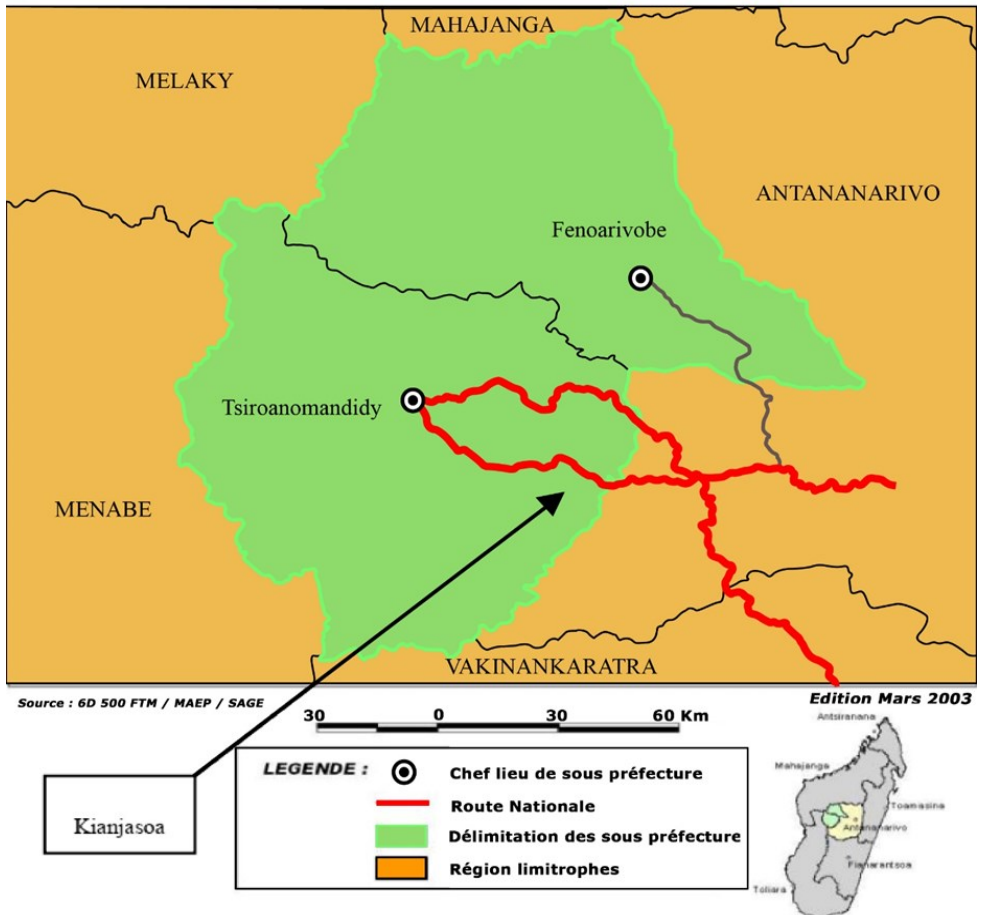 MAHAJANGA
MELAKY
ANTANANARIVO
Fenoarivobe
Tsiroanomandidy
MENABE
VAKINANKARATRA
Source : 6D 500 FTM / MAEP / SAGE
Edition Mars 2003
30 0 30 60 Km
Kianjasoa
LEGENDE :
Chef lieu de sous préfecture
Route Nationale
Délimitation des sous préfecture
Région limitrophes
Antsiranana
Mahajanga
Toamasina
Antananarivo
Fianarantsoa
Toliara